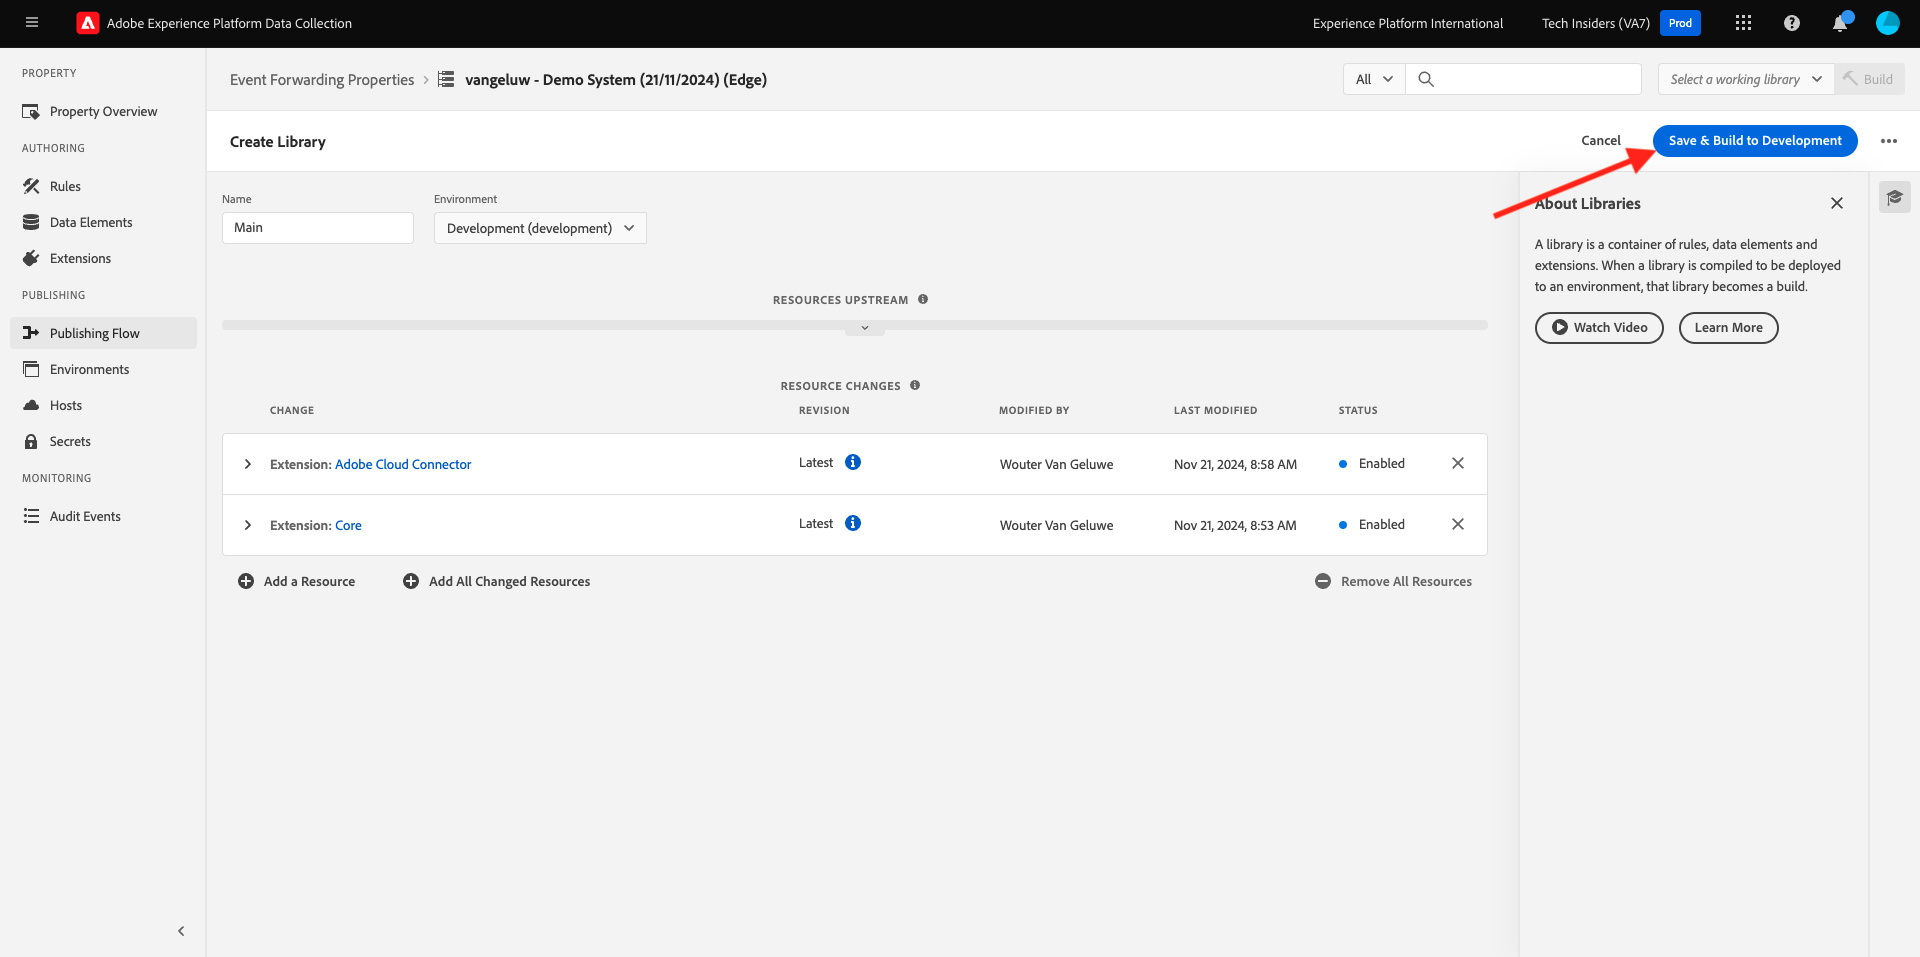 Adobe Experience Platform Data Collection
Experience Platform International
Tech Insiders (VA7)
Prod
PROPERTY
Property Overview
AUTHORING
Rules
Data Elements
Extensions
PUBLISHING
Publishing Flow
Environments
Hosts
Secrets
MONITORING
Audit Events
Event Forwarding Properties
vangeluw - Demo System (21/11/2024) (Edge)
All
Select a working library
Build
Create Library
Cancel
Save & Build to Development
Name
Environment
Main
Development (development)
RESOURCES UPSTREAM
RESOURCE CHANGES
CHANGE REVISION MODIFIED BY LAST MODIFIED STATUS
Extension: Adobe Cloud Connector Latest Wouter Van Geluwe Nov 21, 2024, 8:58 AM Enabled
Extension: Core Latest Wouter Van Geluwe Nov 21, 2024, 8:53 AM Enabled
Add a Resource
Add All Changed Resources
Remove All Resources
About Libraries
A library is a container of rules, data elements and
extensions. When a library is compiled to be deployed
to an environment, that library becomes a build.
Watch Video
Learn More